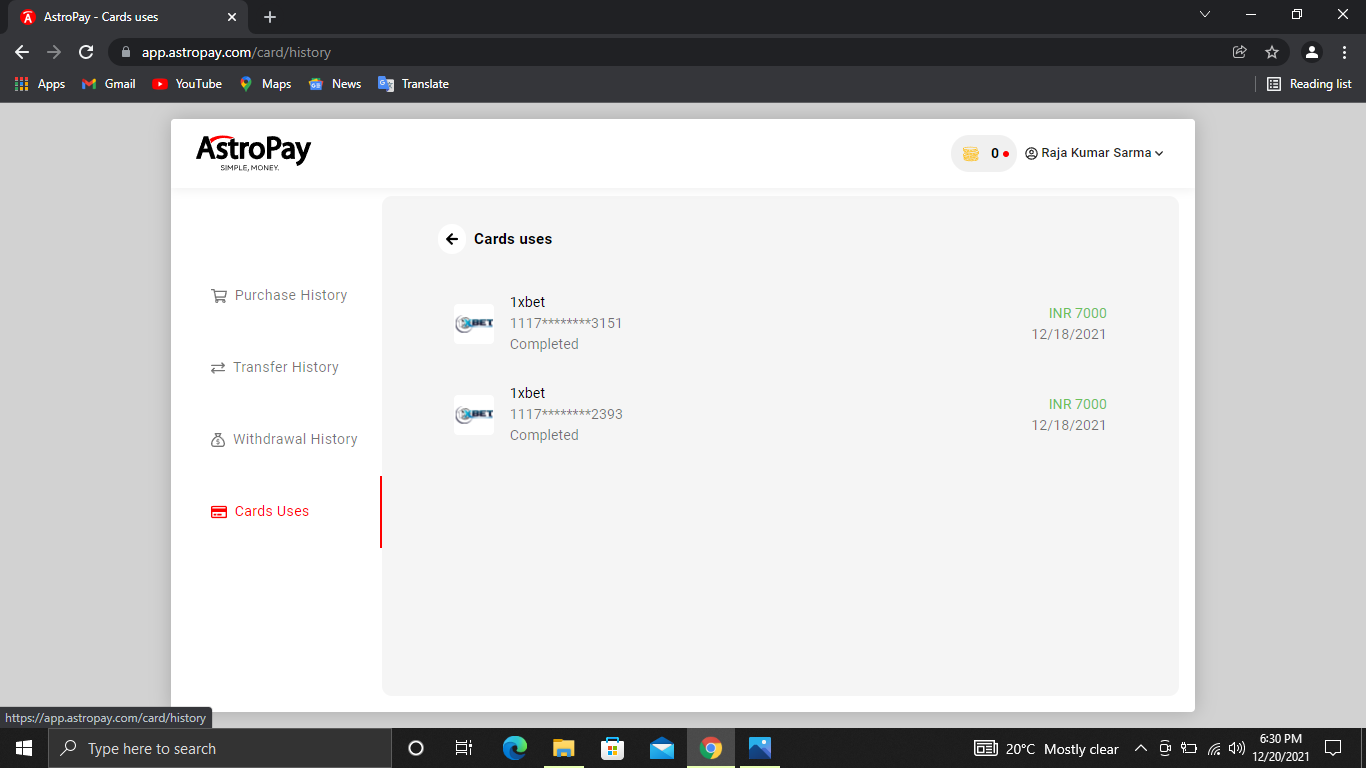 AstroPay - Cards uses
app.astropay.com/card/history
Apps
Gmail
YouTube
Maps
News
Translate
Reading list
AstroPay
SIMPLE, MONEY.
0
Raja Kumar Sarma
Cards uses
Purchase History
Transfer History
Withdrawal History
Cards Uses
1xbet
1117********3151
Completed
INR 7000
12/18/2021
1xbet
1117********2393
Completed
INR 7000
12/18/2021
https://app.astropay.com/card/history
Type here to search
20°C Mostly clear
6:30 PM
12/20/2021